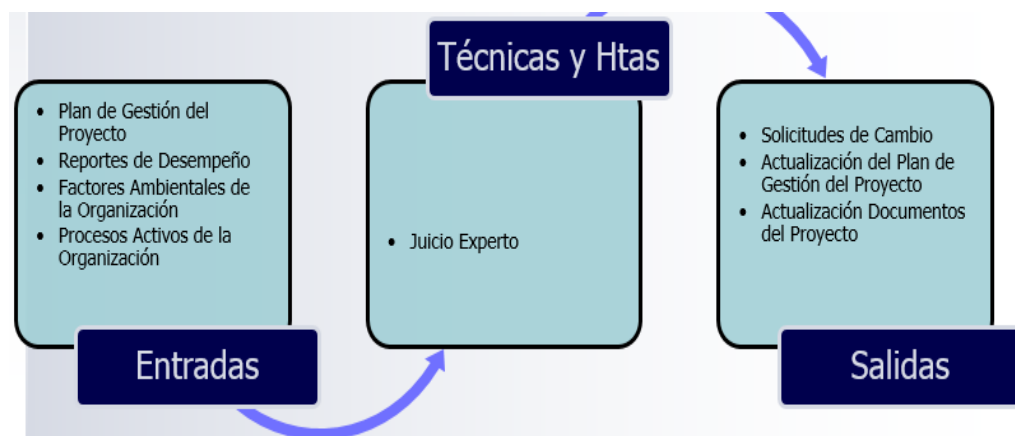 Técnicas y Htas
• Plan de Gestión del
Proyecto
• Reportes de Desempeño
• Factores Ambientales de
la Organización
• Procesos Activos de la
Organización
Entradas
• Juicio Experto
• Solicitudes de Cambio
• Actualización del Plan de
Gestión del Proyecto
• Actualización Documentos
del Proyecto
Salidas